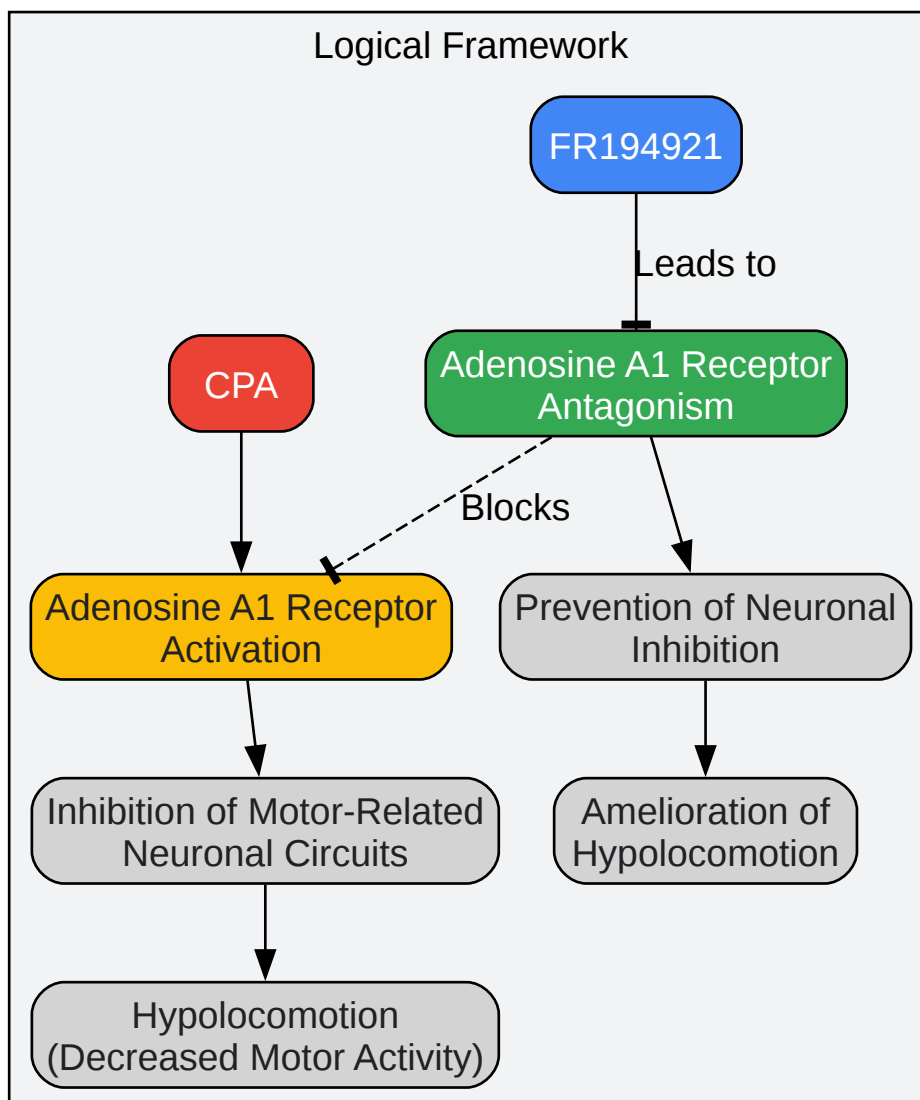 Logical Framework
FR194921
Leads to
CPA
Adenosine A1 Receptor
Antagonism
Blocks
Adenosine A1 Receptor
Activation
Prevention of Neuronal
Inhibition
Inhibition of Motor-Related
Neuronal Circuits
Amelioration of
Hypolocomotion
Hypolocomotion
(Decreased Motor Activity)